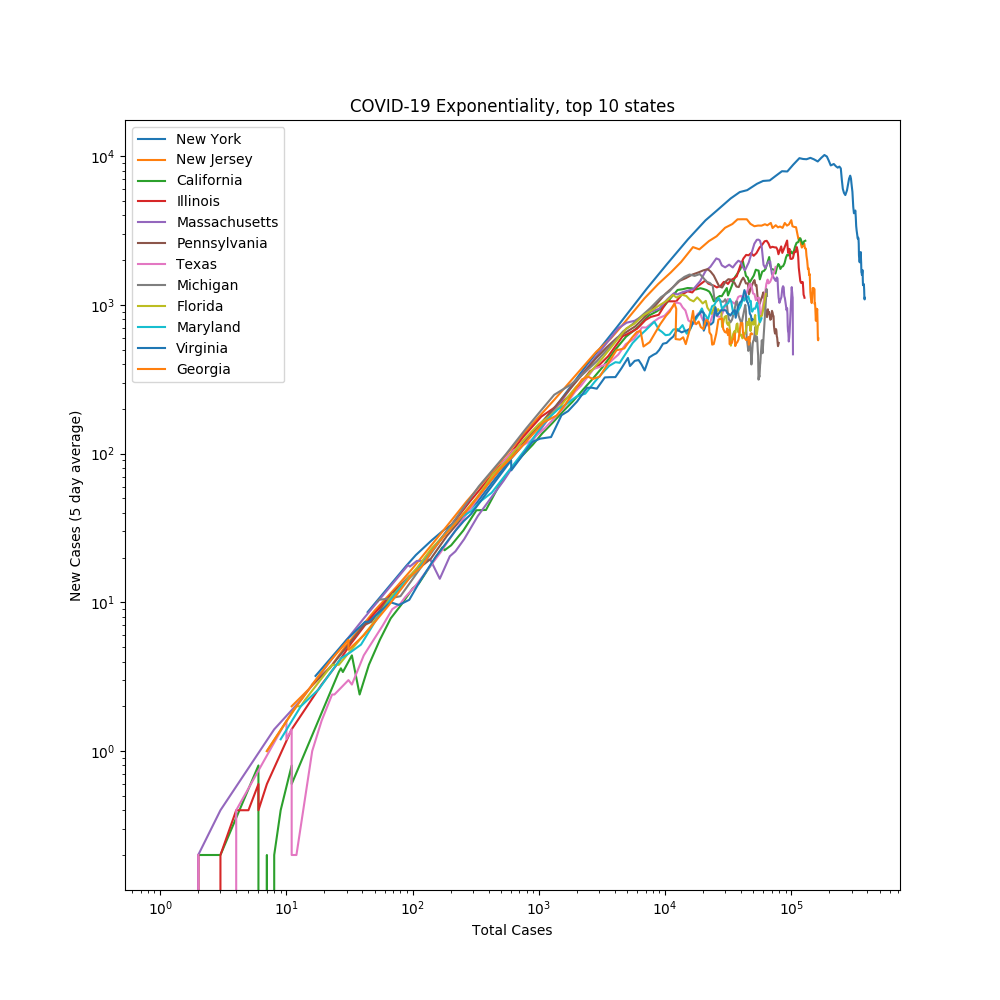 COVID-19 Exponentiality, top 10 states
New York
New Jersey
California
Illinois
Massachusetts
Pennsylvania
Texas
Michigan
Florida
Maryland
Virginia
Georgia
New Cases (5 day average)
10⁴
10³
10²
10¹
10⁰
10⁰ 10¹ 10² 10³ 10⁴ 10⁵
Total Cases